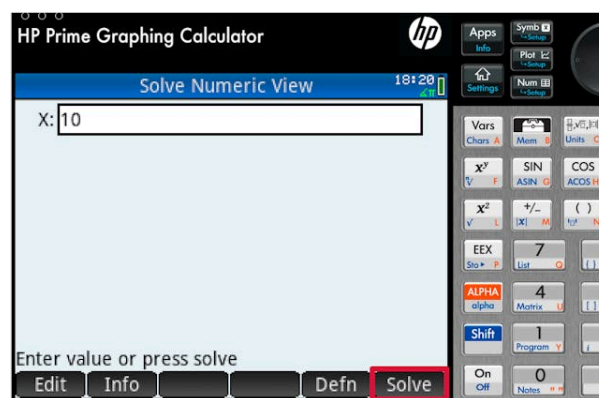 HP Prime Graphing Calculator
hp
Solve Numeric View
18:20
∡π
X: 10
Enter value or press solve
Edit Info Defn Solve
Apps
Info
Symb
Setup
Plot
Setup
Settings
Num
Setup
Vars
Chars A
Mem B
Units C
xʸ
F
SIN
ASIN G
COS
ACOS H
x²
√ L
+/-
|x| M
( )
N
EEX
Sto ▸ P
7
List Q
{ }
ALPHA
alpha
4
Matrix U
[ ]
Shift
1
Program Y
i
On
Off
0
Notes " "